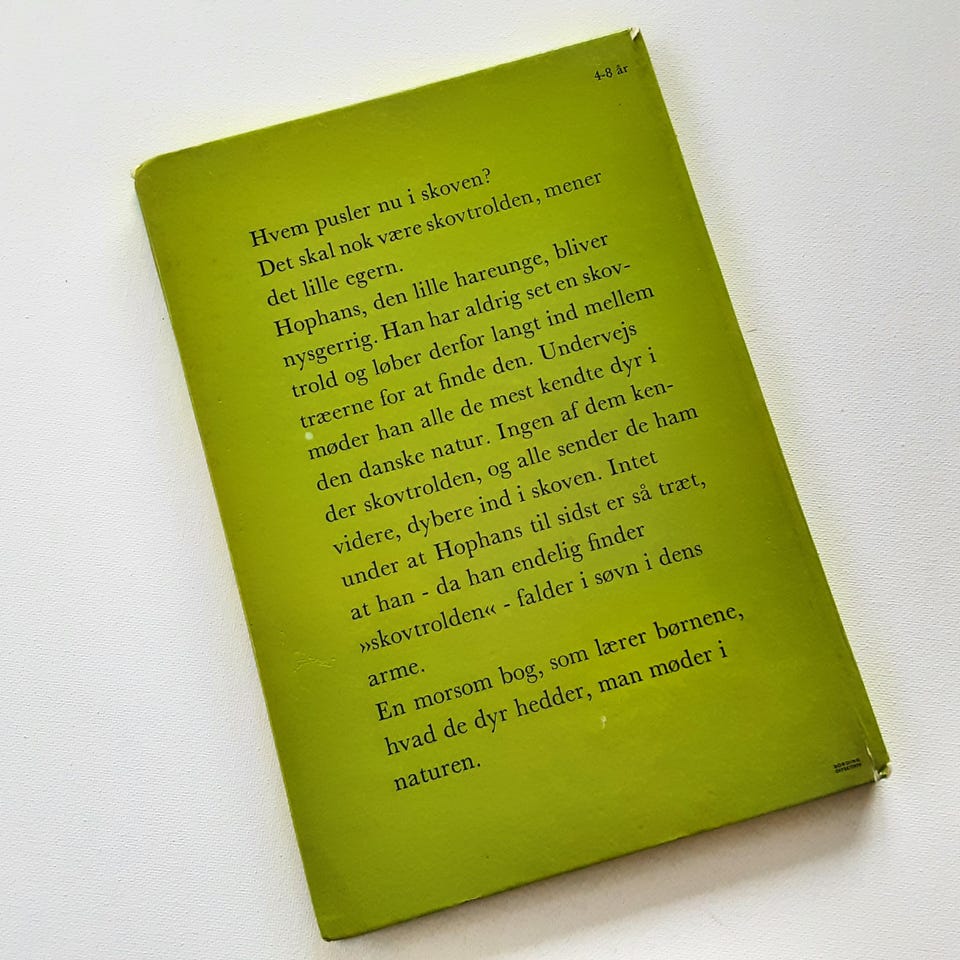 4-8 år
Hvem pusler nu i skoven?
Det skal nok være skovtrolden, mener
det lille egern.
Hophans, den lille hareunge, bliver
nysgerrig. Han har aldrig set en skov-
trold og løber derfor langt ind mellem
træerne for at finde den. Undervejs
møder han alle de mest kendte dyr i
den danske natur. Ingen af dem ken-
der skovtrolden, og alle sender de ham
videre, dybere ind i skoven. Intet
under at Hophans til sidst er så træt,
at han - da han endelig finder
»skovtrolden« - falder i søvn i dens
arme.
En morsom bog, som lærer børnene,
hvad de dyr hedder, man møder i
naturen.